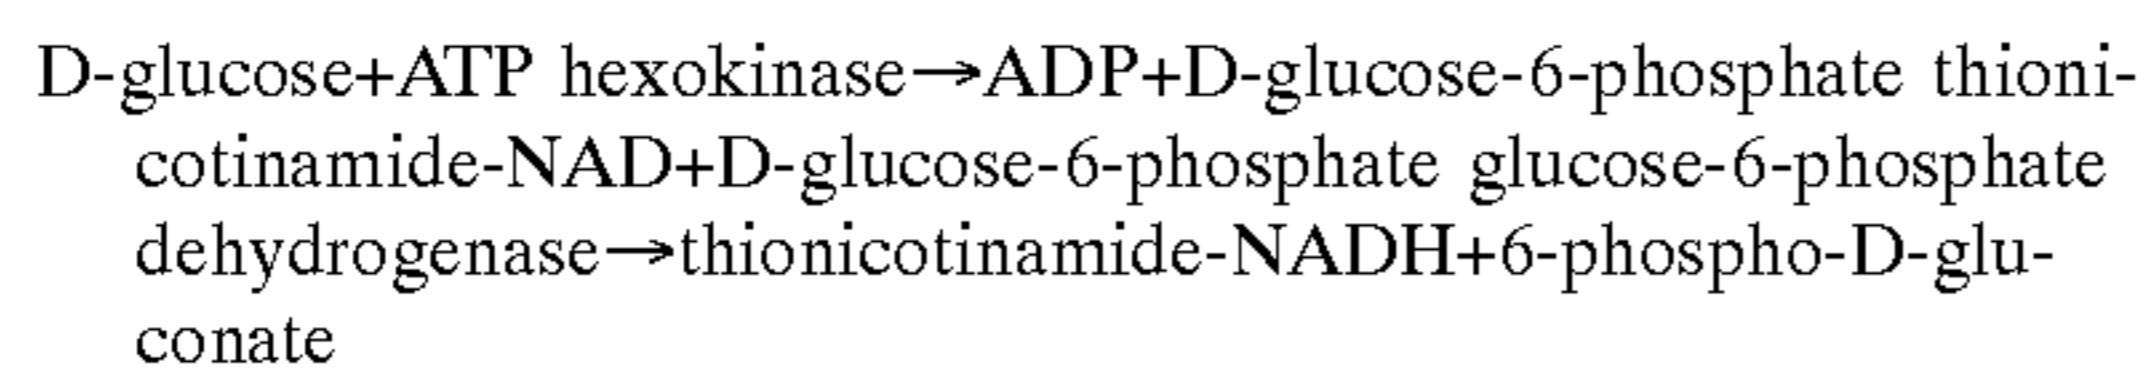 D-glucose+ATP hexokinase→ADP+D-glucose-6-phosphate thioni-
cotinamide-NAD+D-glucose-6-phosphate glucose-6-phosphate
dehydrogenase→thionicotinamide-NADH+6-phospho-D-glu-
conate